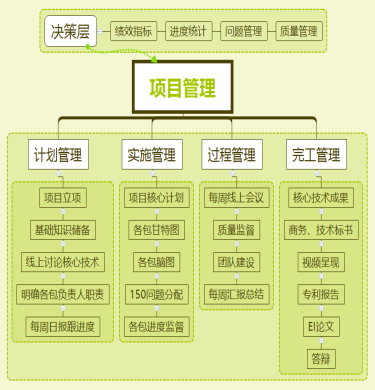 决策层
绩效指标
进度统计
问题管理
质量管理
项目管理
计划管理
实施管理
过程管理
完工管理
项目立项
基础知识储备
线上讨论核心技术
明确各包负责人职责
每周日报跟进度
项目核心计划
各包甘特图
各包脑图
150问题分配
各包进度监督
每周线上会议
质量监督
团队建设
每周汇报总结
核心技术成果
商务、技术标书
视频呈现
专利报告
EI论文
答辩